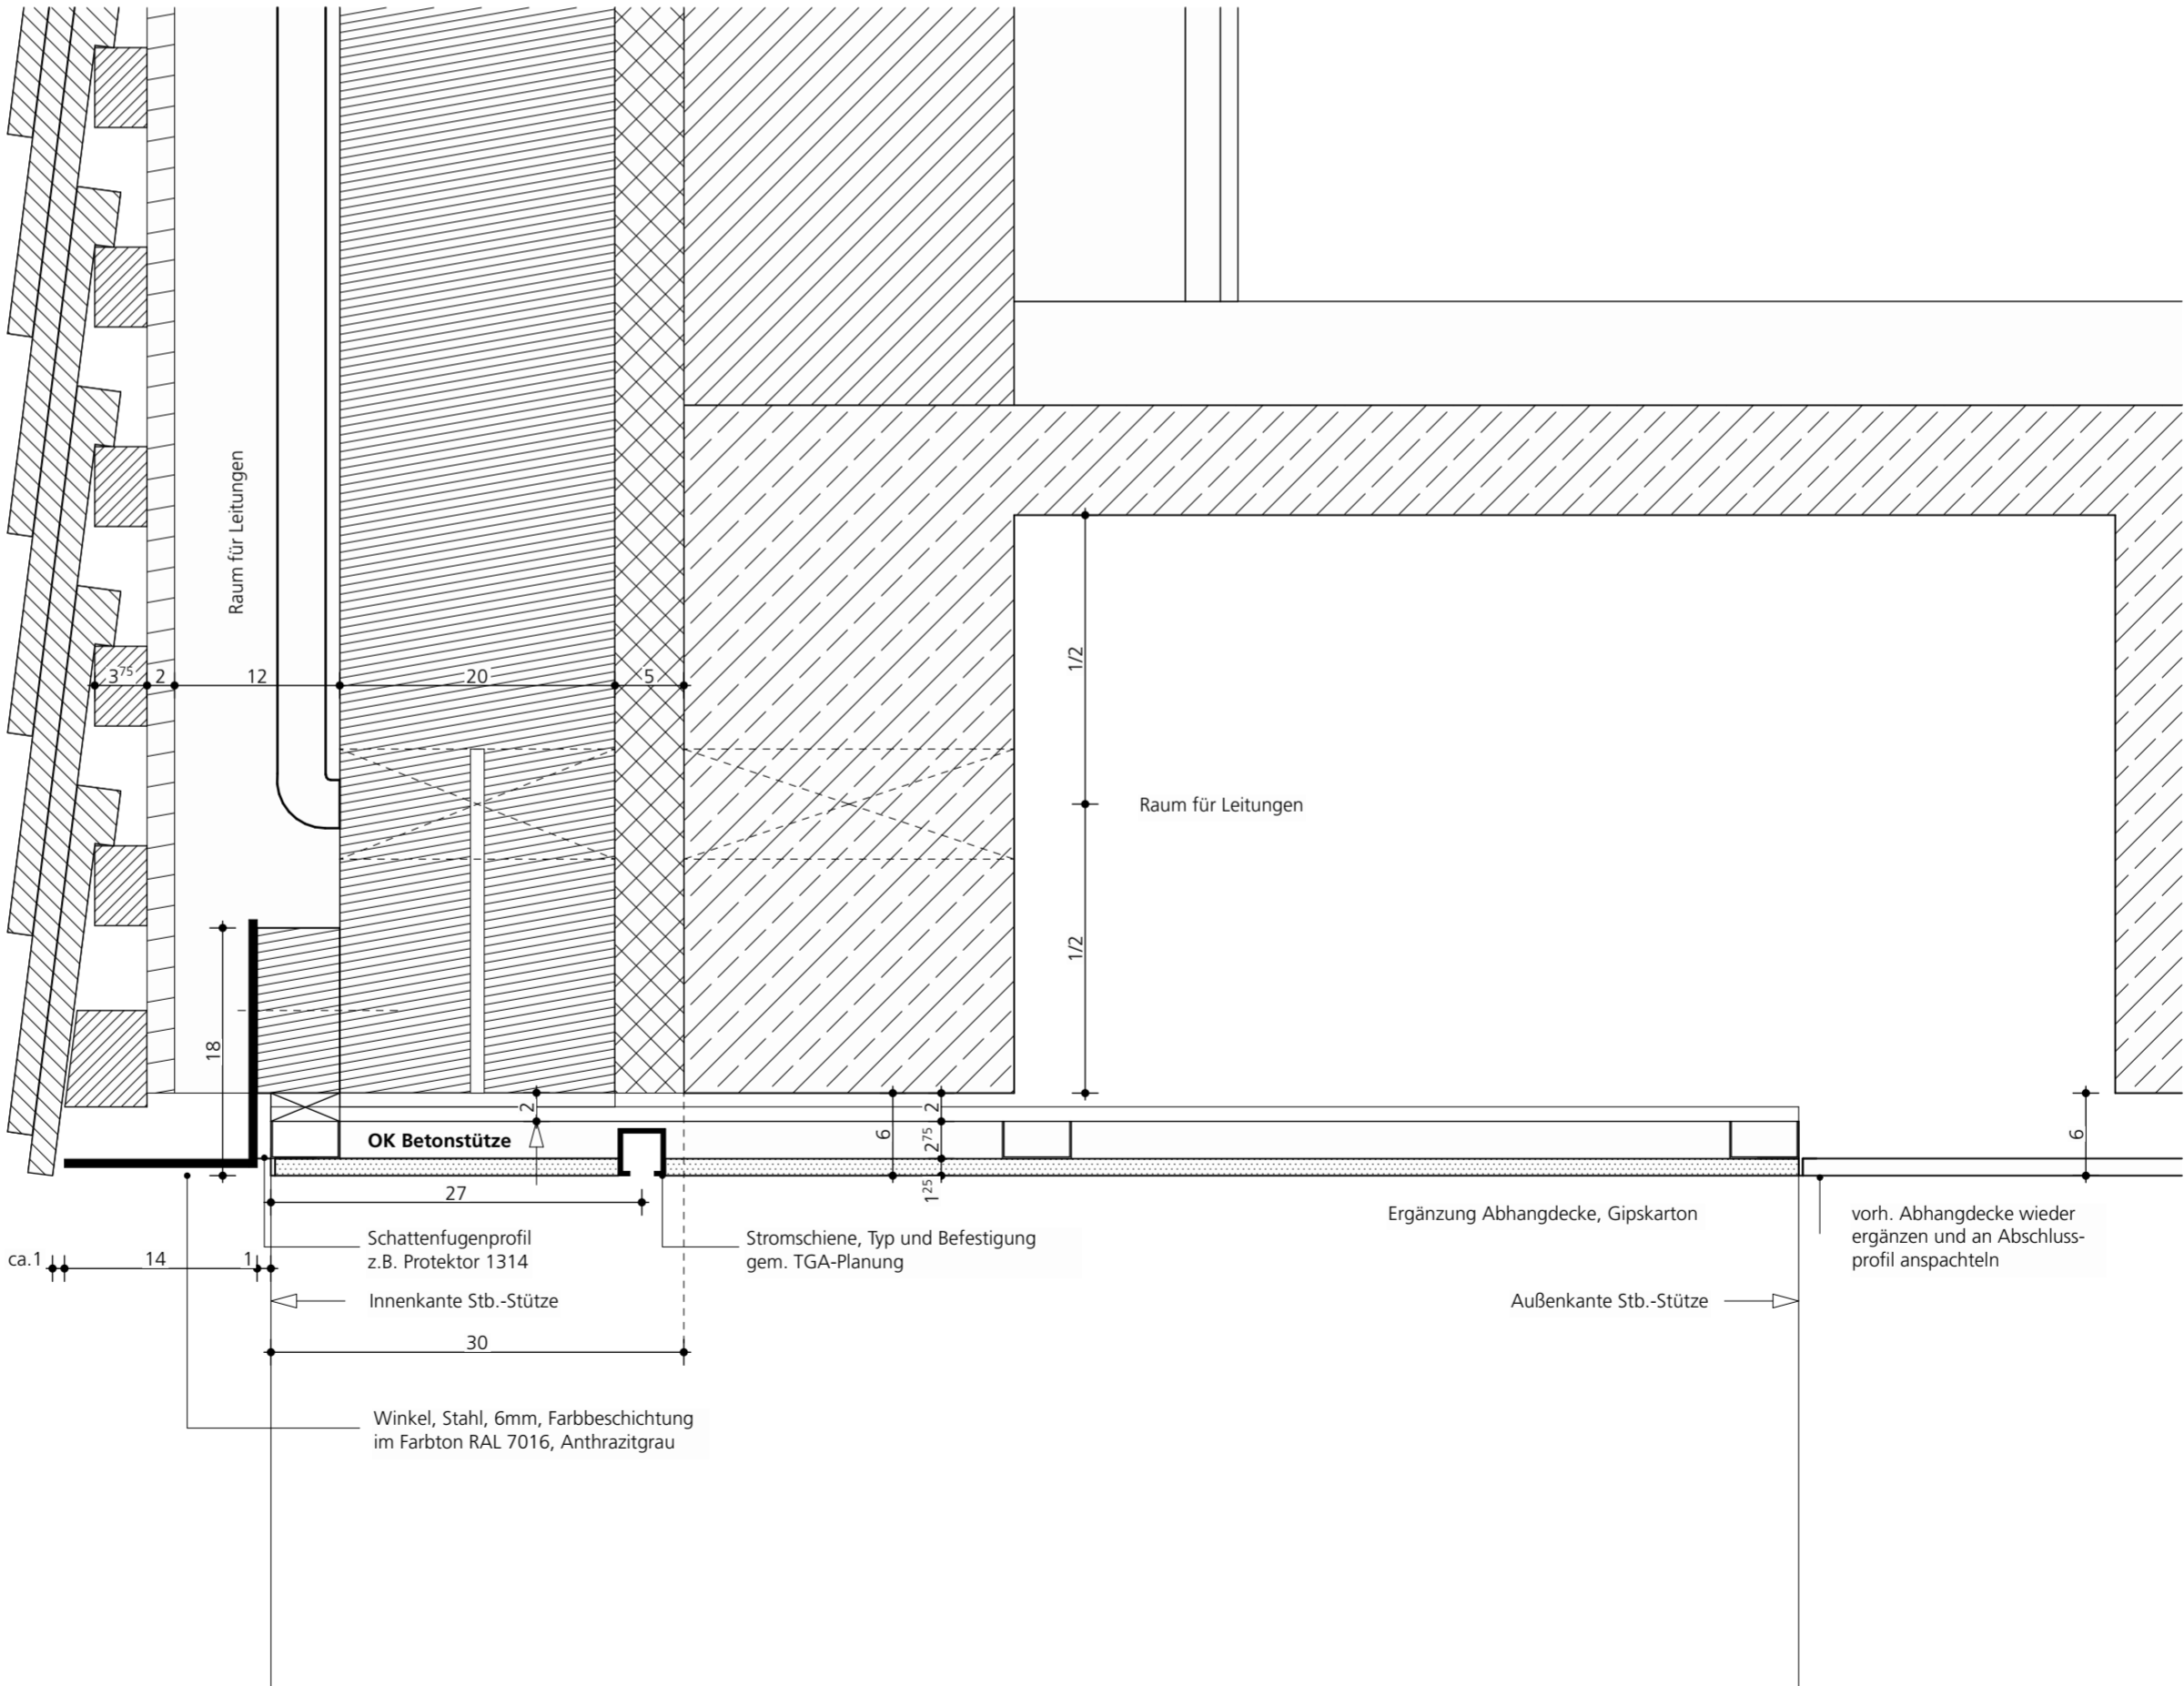 Raum für Leitungen
3⁷⁵
2
12
20
5
1/2
Raum für Leitungen
1/2
18
2
OK Betonstütze
6
2
2⁷⁵
1²⁵
6
27
Schattenfugenprofil
z.B. Protektor 1314
Stromschiene, Typ und Befestigung
gem. TGA-Planung
Ergänzung Abhangdecke, Gipskarton
vorh. Abhangdecke wieder
ergänzen und an Abschluss-
profil anspachteln
ca.1
14
1
Innenkante Stb.-Stütze
Außenkante Stb.-Stütze
30
Winkel, Stahl, 6mm, Farbbeschichtung
im Farbton RAL 7016, Anthrazitgrau